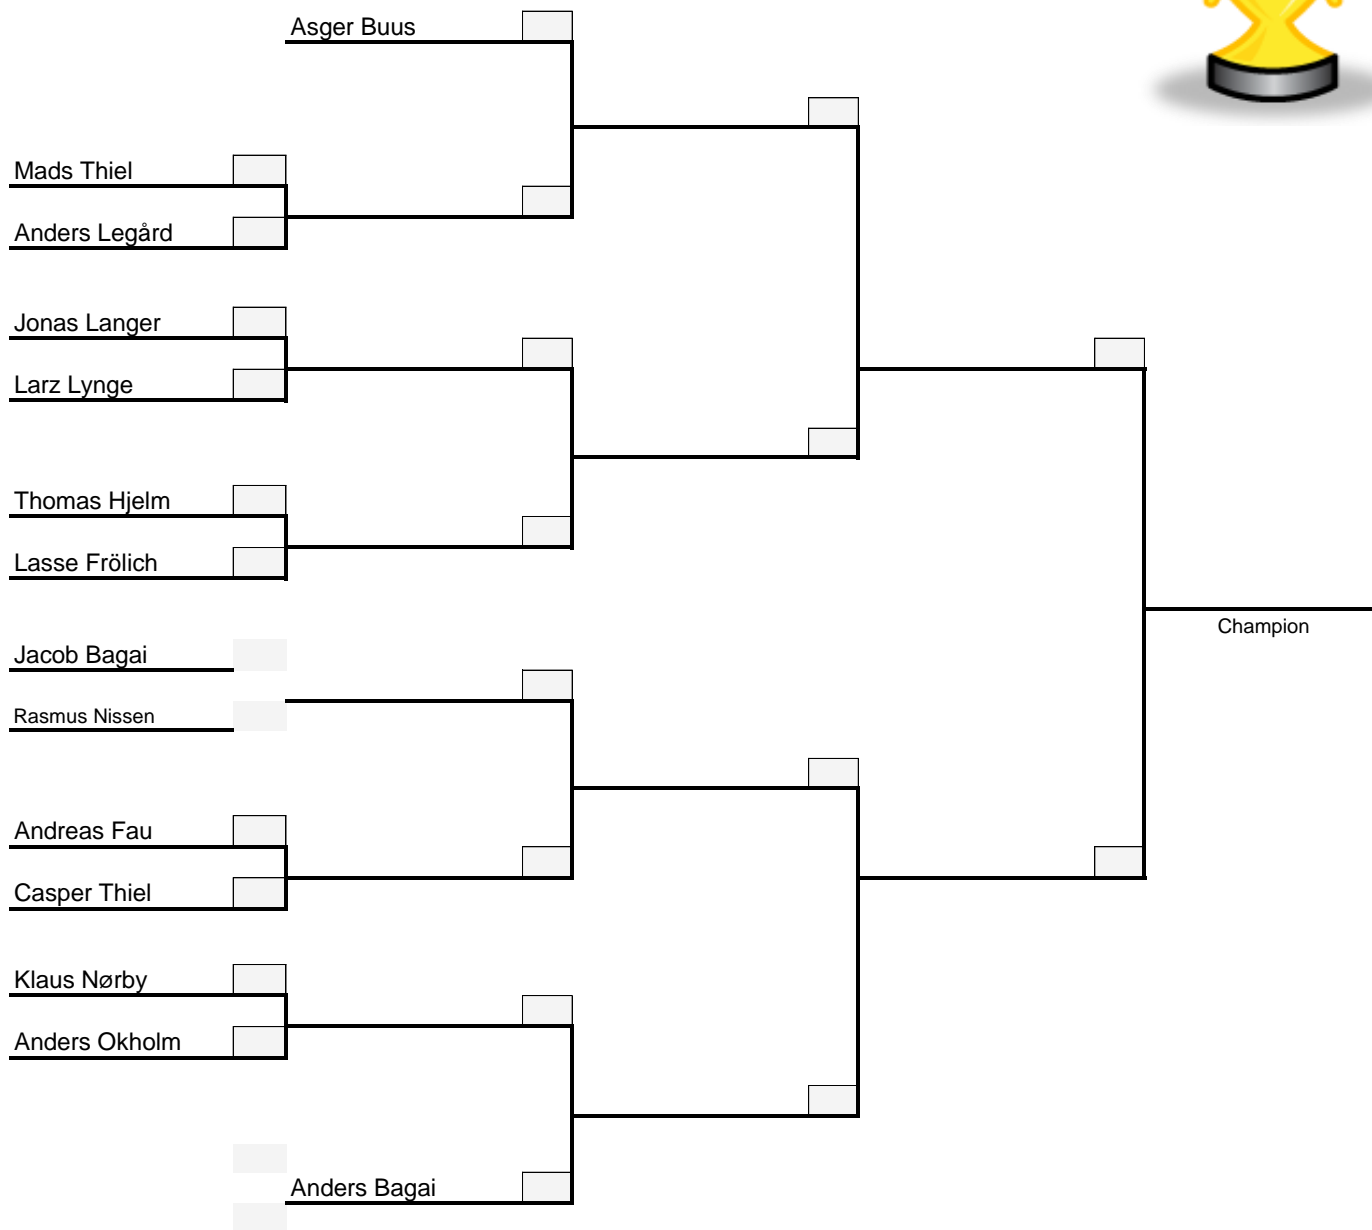 Asger Buus
Mads Thiel
Anders Legård
Jonas Langer
Larz Lynge
Thomas Hjelm
Lasse Frölich
Champion
Jacob Bagai
Rasmus Nissen
Andreas Fau
Casper Thiel
Klaus Nørby
Anders Okholm
Anders Bagai